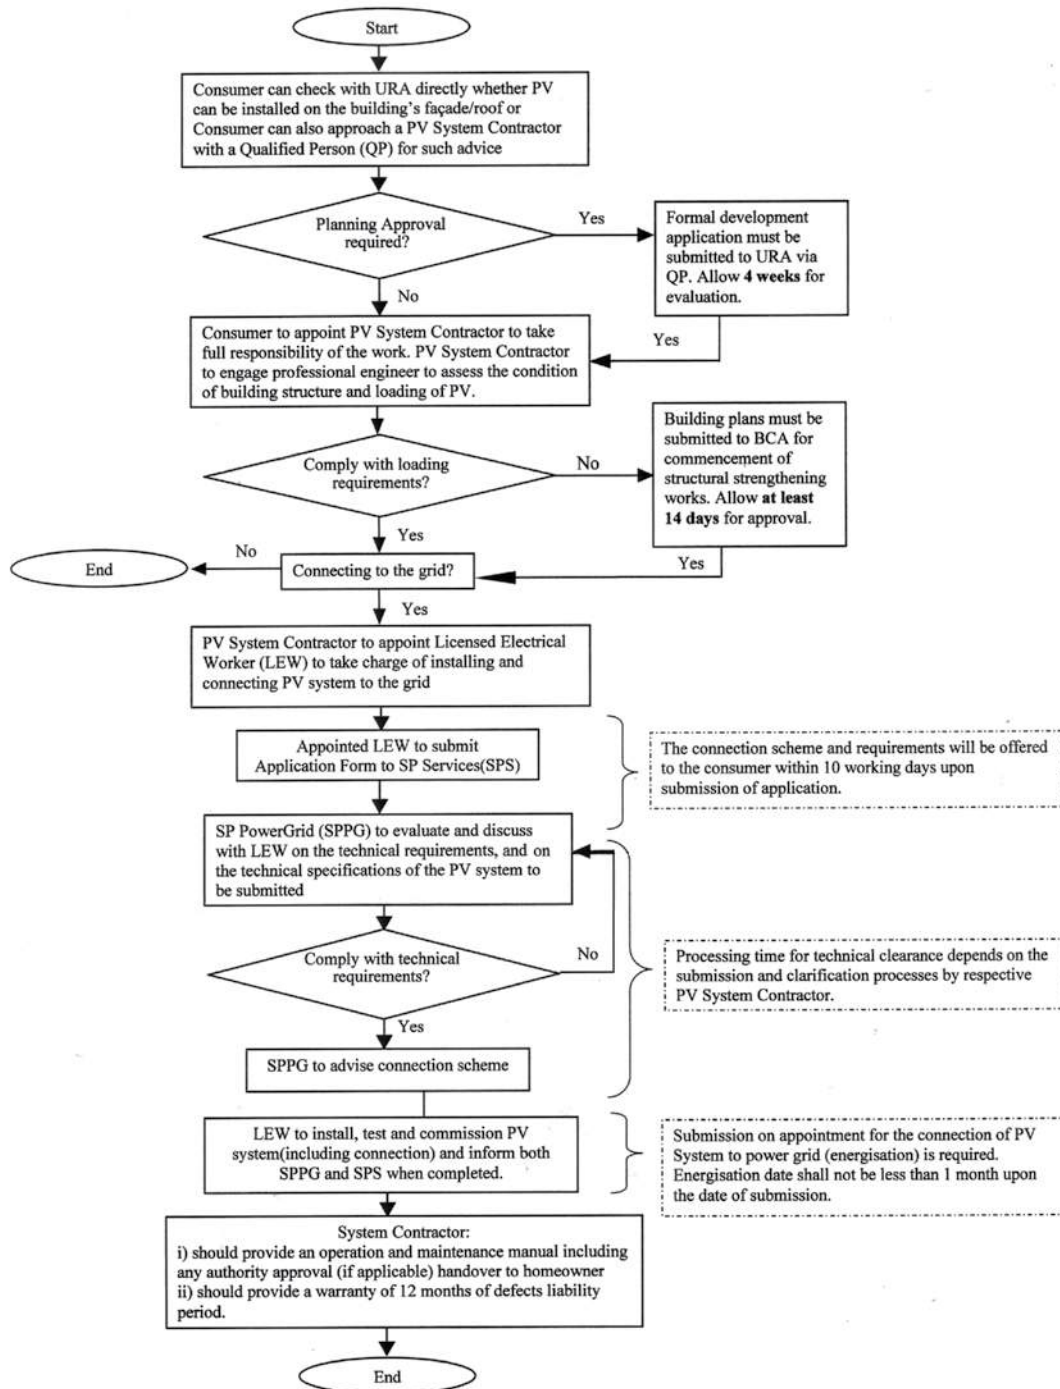 Start
Consumer can check with URA directly whether PV
can be installed on the building's façade/roof or
Consumer can also approach a PV System Contractor
with a Qualified Person (QP) for such advice
Planning Approval
required?
Yes
Formal development
application must be
submitted to URA via
QP. Allow 4 weeks for
evaluation.
No
Yes
Consumer to appoint PV System Contractor to take
full responsibility of the work. PV System Contractor
to engage professional engineer to assess the condition
of building structure and loading of PV.
Comply with loading
requirements?
No
Building plans must be
submitted to BCA for
commencement of
structural strengthening
works. Allow at least
14 days for approval.
Yes
Yes
No
End
Connecting to the grid?
Yes
PV System Contractor to appoint Licensed Electrical
Worker (LEW) to take charge of installing and
connecting PV system to the grid
Appointed LEW to submit
Application Form to SP Services(SPS)
The connection scheme and requirements will be offered
to the consumer within 10 working days upon
submission of application.
SP PowerGrid (SPPG) to evaluate and discuss
with LEW on the technical requirements, and on
the technical specifications of the PV system to
be submitted
Comply with technical
requirements?
No
Processing time for technical clearance depends on the
submission and clarification processes by respective
PV System Contractor.
Yes
SPPG to advise connection scheme
LEW to install, test and commission PV
system(including connection) and inform both
SPPG and SPS when completed.
Submission on appointment for the connection of PV
System to power grid (energisation) is required.
Energisation date shall not be less than 1 month upon
the date of submission.
System Contractor:
i) should provide an operation and maintenance manual including
any authority approval (if applicable) handover to homeowner
ii) should provide a warranty of 12 months of defects liability
period.
End